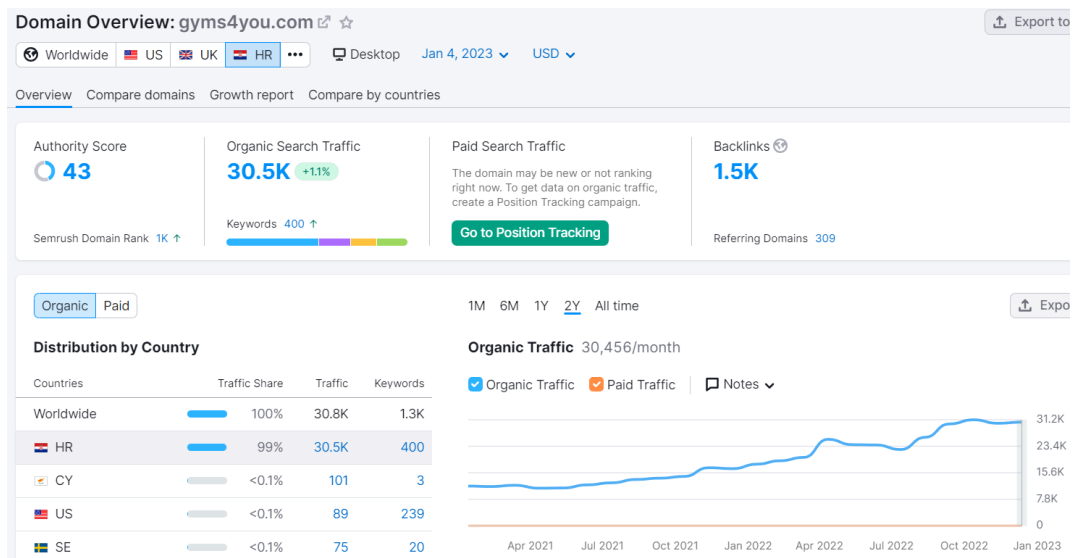 Domain Overview: gyms4you.com
Export to
Worldwide US UK HR
Desktop Jan 4, 2023 USD
Overview Compare domains Growth report Compare by countries
Authority Score
43
Semrush Domain Rank 1K ↑
Organic Search Traffic
30.5K +1.1%
Keywords 400 ↑
Paid Search Traffic
The domain may be new or not ranking
right now. To get data on organic traffic,
create a Position Tracking campaign.
Go to Position Tracking
Backlinks
1.5K
Referring Domains 309
Organic Paid
Distribution by Country
Countries Traffic Share Traffic Keywords
Worldwide 100% 30.8K 1.3K
HR 99% 30.5K 400
CY <0.1% 101 3
US <0.1% 89 239
SE <0.1% 75 20
1M 6M 1Y 2Y All time
Expo
Organic Traffic 30,456/month
Organic Traffic Paid Traffic Notes
31.2K
23.4K
15.6K
7.8K
0
Apr 2021 Jul 2021 Oct 2021 Jan 2022 Apr 2022 Jul 2022 Oct 2022 Jan 2023